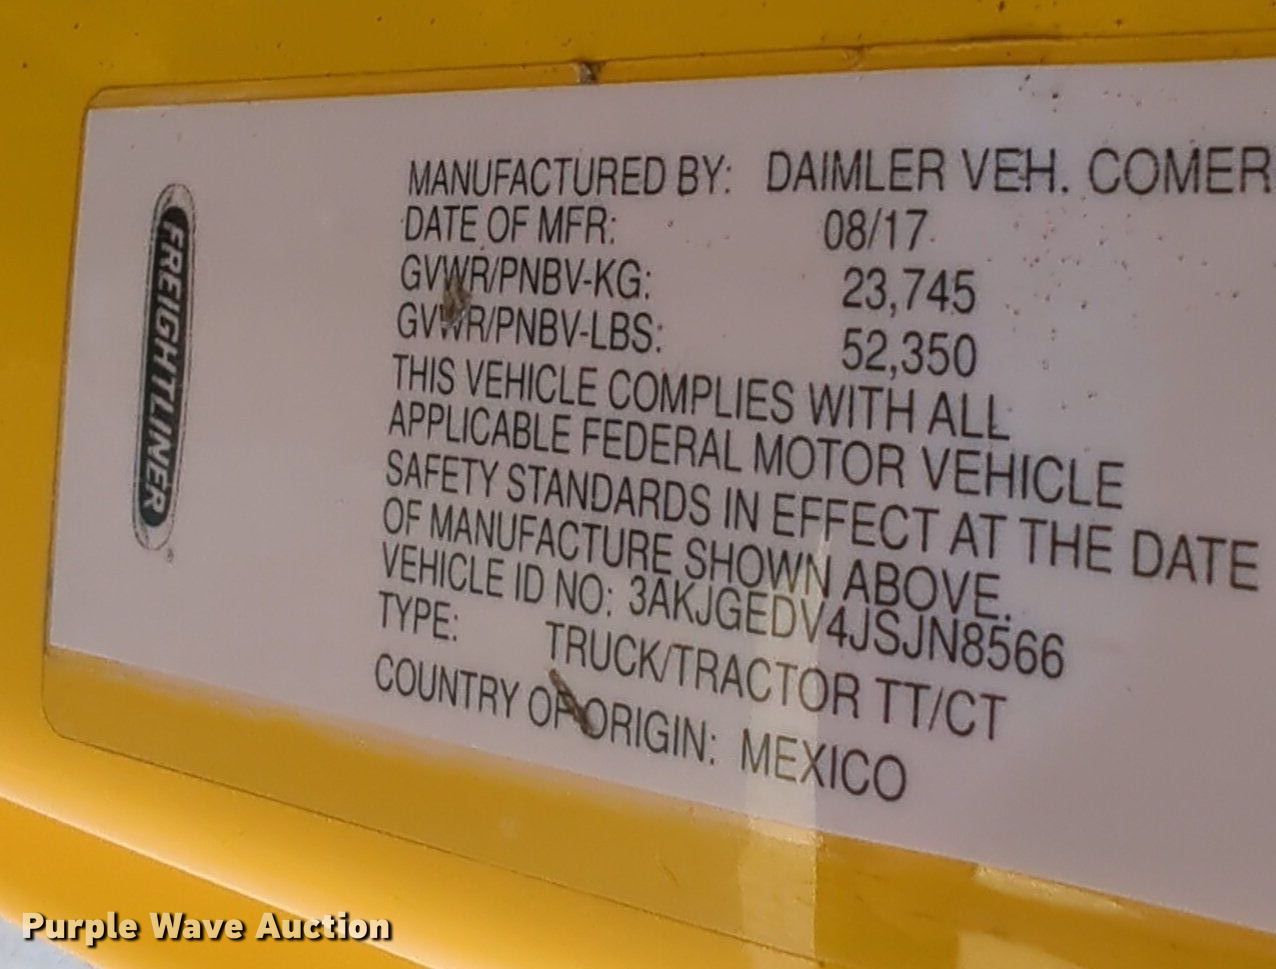 FREIGHTLINER
MANUFACTURED BY: DAIMLER VEH. COMER
DATE OF MFR: 08/17
GVWR/PNBV-KG: 23,745
GVWR/PNBV-LBS: 52,350
THIS VEHICLE COMPLIES WITH ALL
APPLICABLE FEDERAL MOTOR VEHICLE
SAFETY STANDARDS IN EFFECT AT THE DATE
OF MANUFACTURE SHOWN ABOVE.
VEHICLE ID NO: 3AKJGEDV4JSJN8566
TYPE: TRUCK/TRACTOR TT/CT
COUNTRY OF ORIGIN: MEXICO
Purple Wave Auction